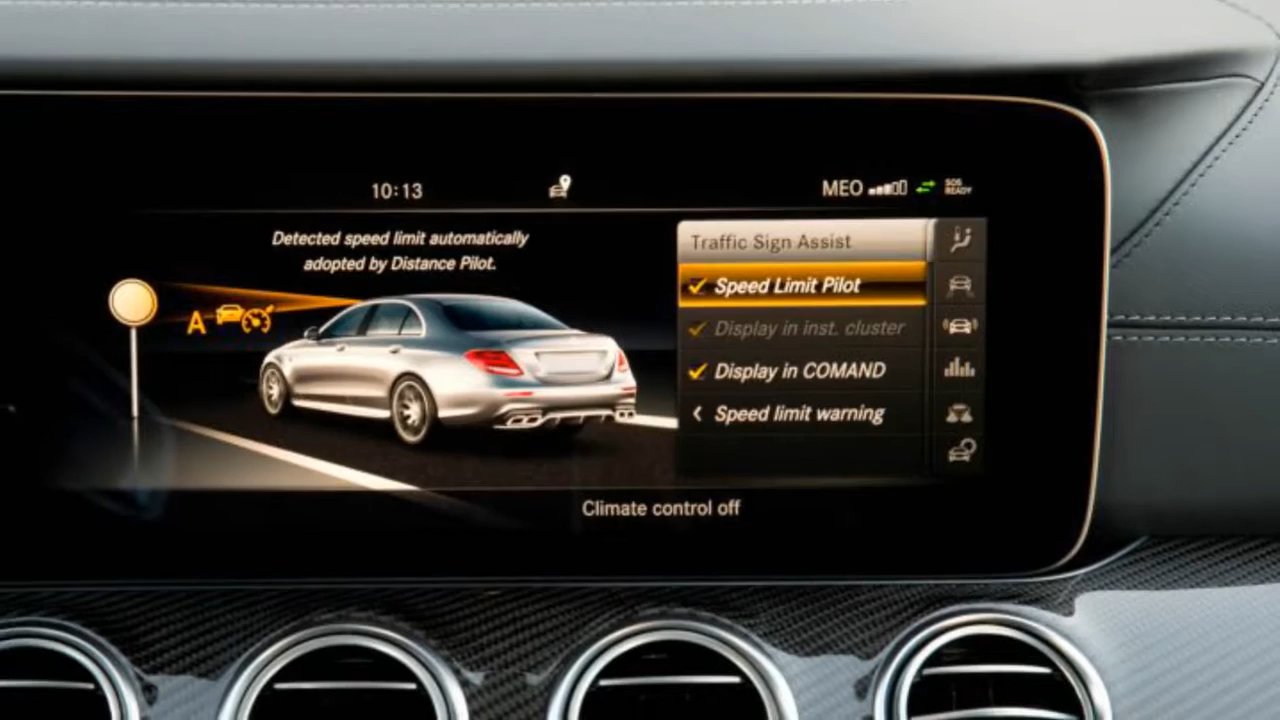 10:13
MEO
SOS
READY
Detected speed limit automatically
adopted by Distance Pilot.
A
Traffic Sign Assist
Speed Limit Pilot
Display in inst. cluster
Display in COMAND
Speed limit warning
Climate control off